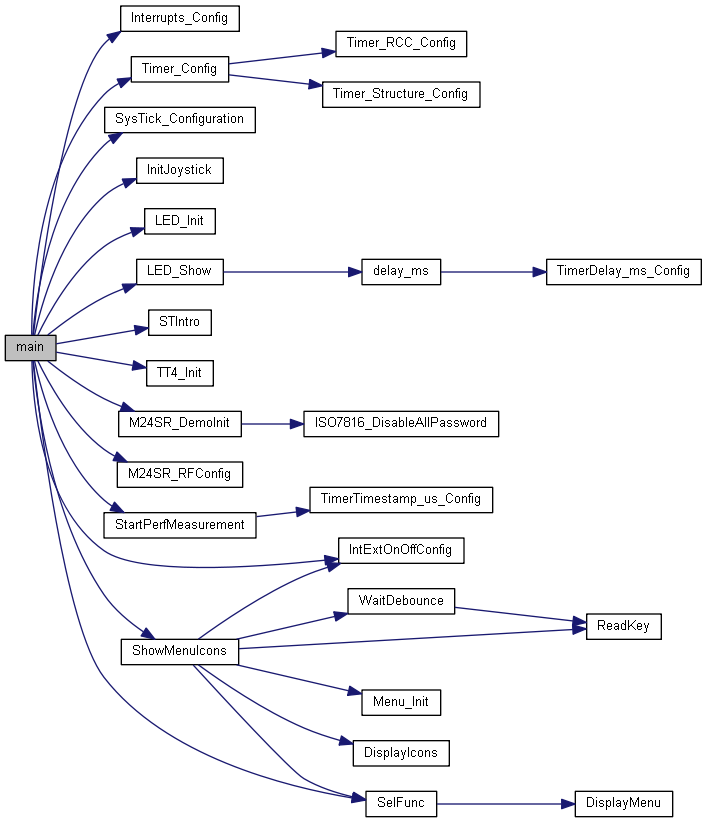 Interrupts_Config
Timer_RCC_Config
Timer_Config
Timer_Structure_Config
SysTick_Configuration
InitJoystick
LED_Init
LED_Show
delay_ms
TimerDelay_ms_Config
STIntro
main
TT4_Init
M24SR_DemoInit
ISO7816_DisableAllPassword
M24SR_RFConfig
TimerTimestamp_us_Config
StartPerfMeasurement
IntExtOnOffConfig
WaitDebounce
ReadKey
ShowMenuIcons
Menu_Init
DisplayIcons
SelFunc
DisplayMenu